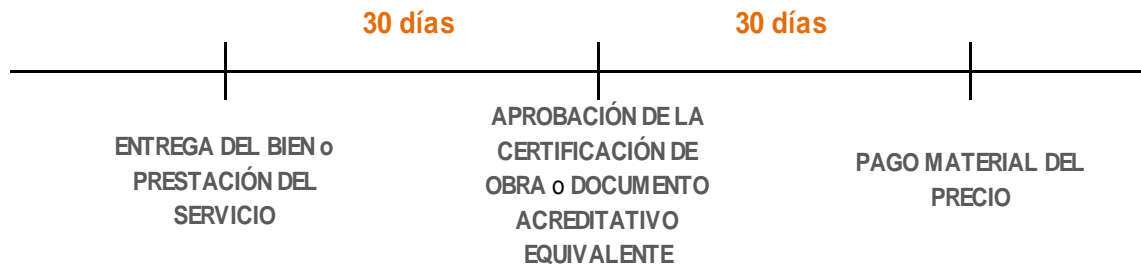 30 días
30 días
ENTREGA DEL BIEN o
PRESTACIÓN DEL
SERVICIO
APROBACIÓN DE LA
CERTIFICACIÓN DE
OBRA o DOCUMENTO
ACREDITATIVO
EQUIVALENTE
PAGO MATERIAL DEL
PRECIO